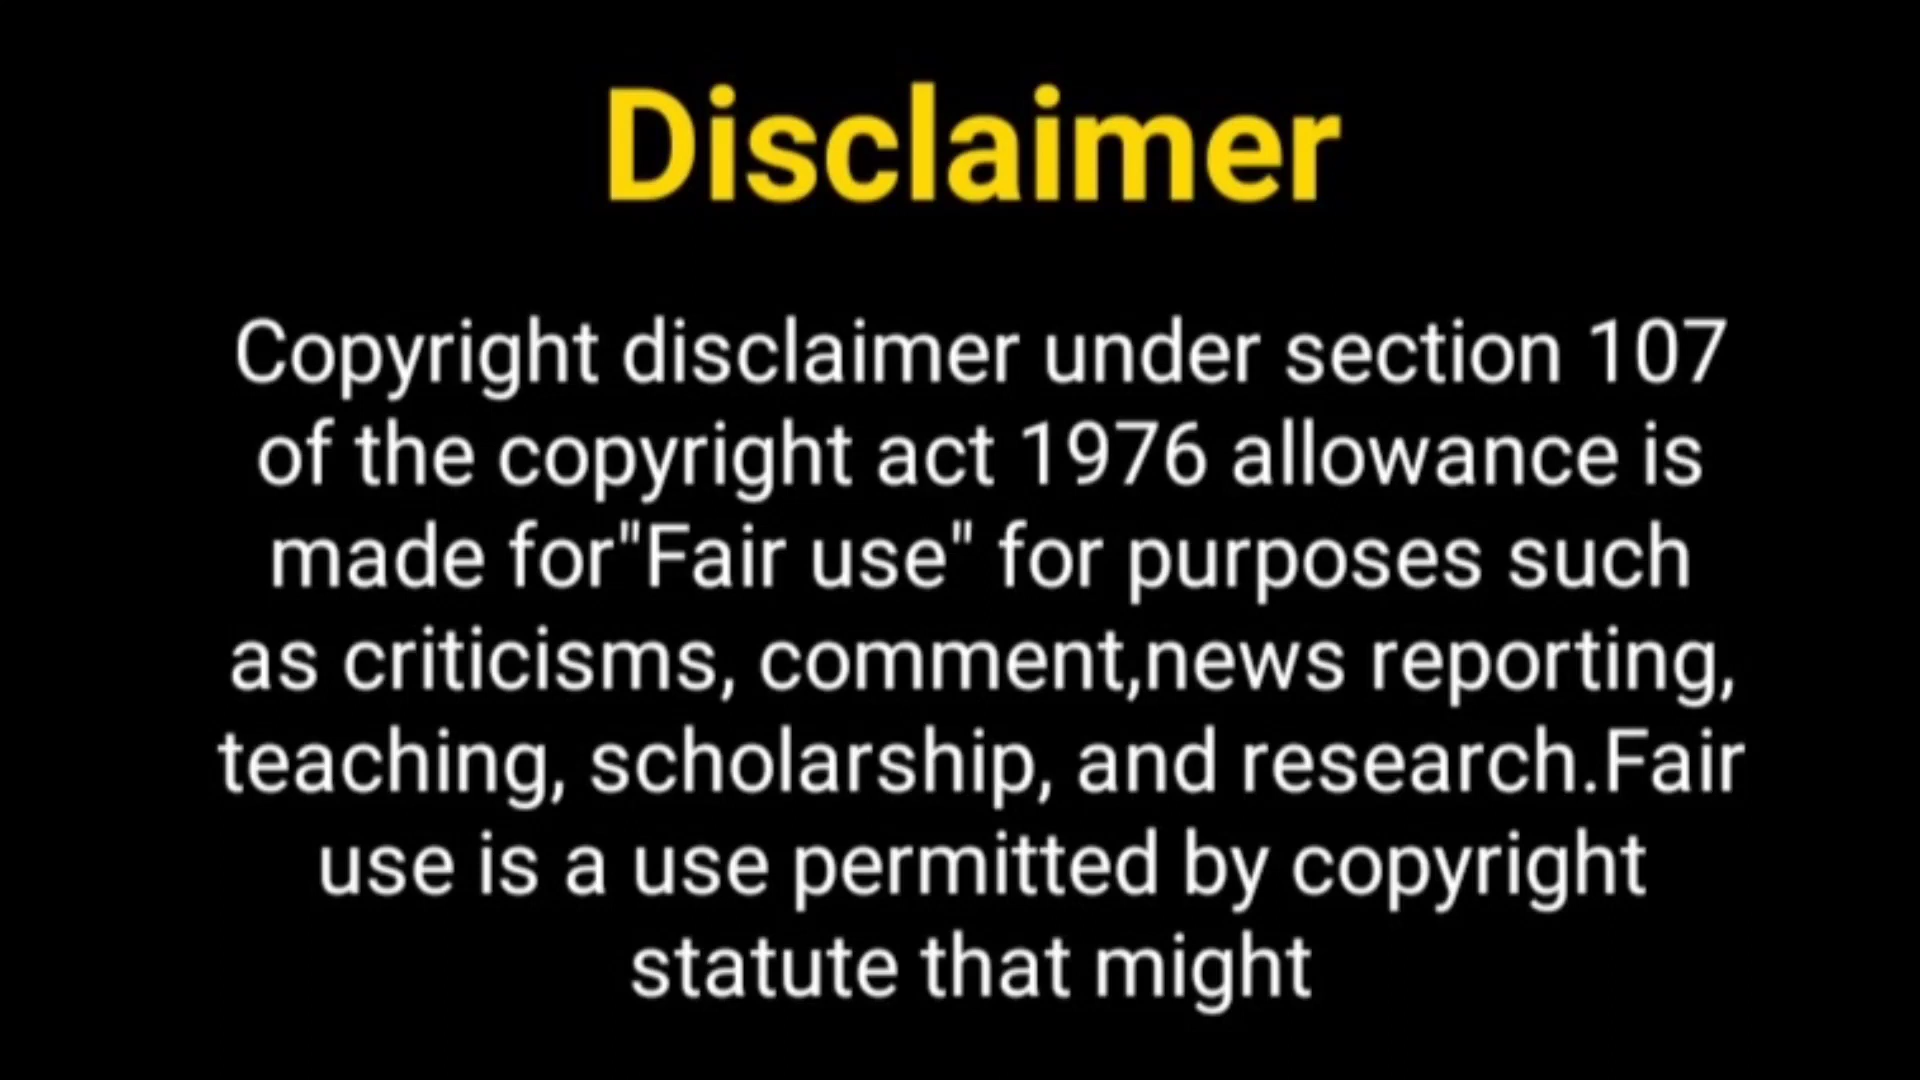 Disclaimer
Copyright disclaimer under section 107
of the copyright act 1976 allowance is
made for"Fair use" for purposes such
as criticisms, comment,news reporting,
teaching, scholarship, and research.Fair
use is a use permitted by copyright
statute that might